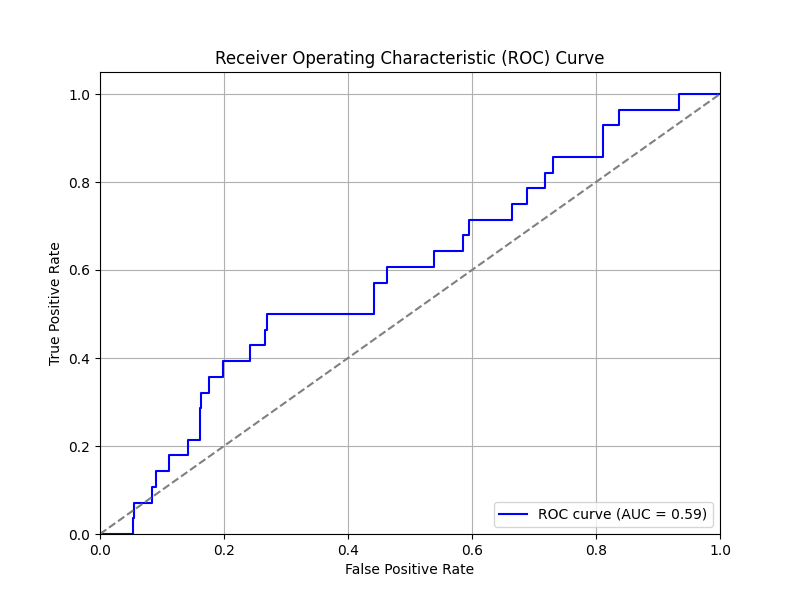 Receiver Operating Characteristic (ROC) Curve
1.0
0.8
0.6
0.4
0.2
0.0
True Positive Rate
0.0 0.2 0.4 0.6 0.8 1.0
False Positive Rate
ROC curve (AUC = 0.59)